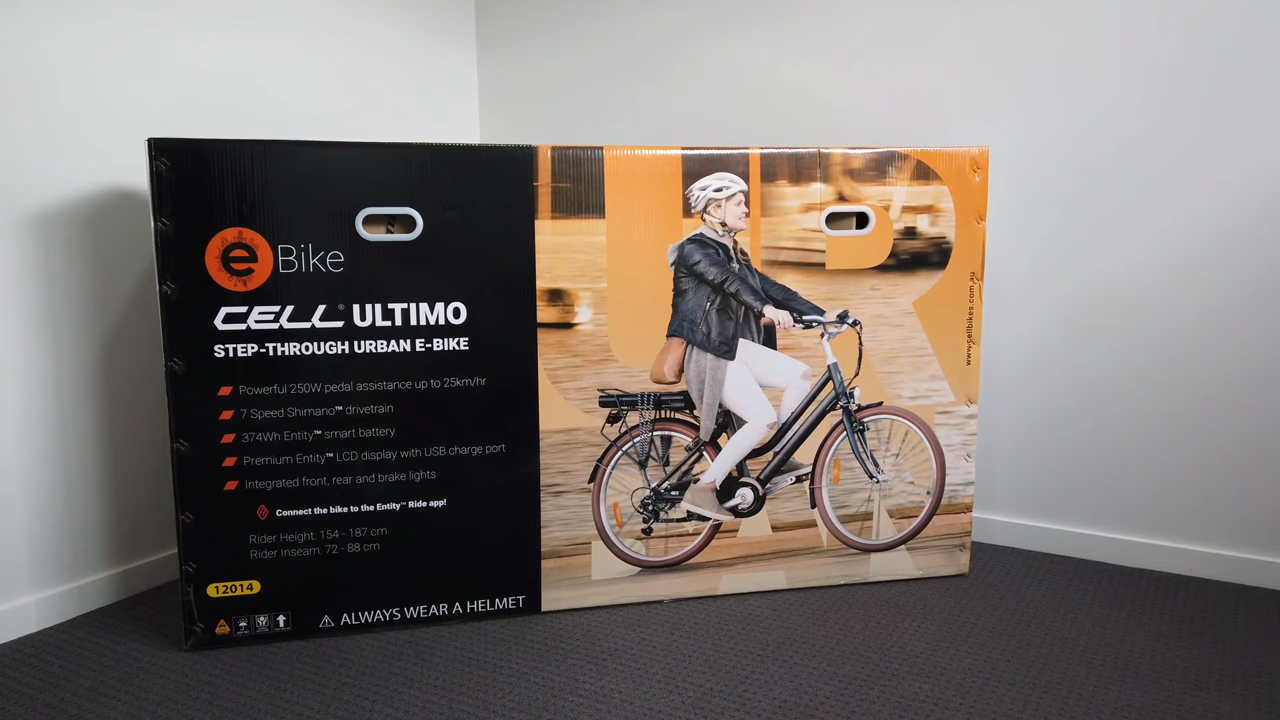 e Bike
CELL® ULTIMO
STEP-THROUGH URBAN E-BIKE
Powerful 250W pedal assistance up to 25km/hr
7 Speed Shimano™ drivetrain
374Wh Entity™ smart battery
Premium Entity™ LCD display with USB charge port
Integrated front, rear and brake lights
Connect the bike to the Entity™ Ride app!
Rider Height: 154 - 187 cm
Rider Inseam: 72 - 88 cm
12014
ALWAYS WEAR A HELMET
UR
www.cellbikes.com.au